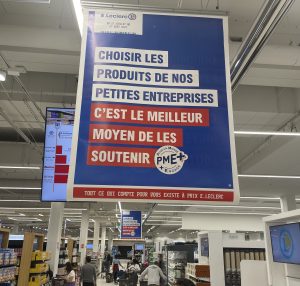 E.Leclerc
CHOISIR LES
PRODUITS DE NOS
PETITES ENTREPRISES
C'EST LE MEILLEUR
MOYEN DE LES
SOUTENIR
PME+
TOUT CE QUI COMPTE POUR VOUS EXISTE À PRIX E.LECLERC